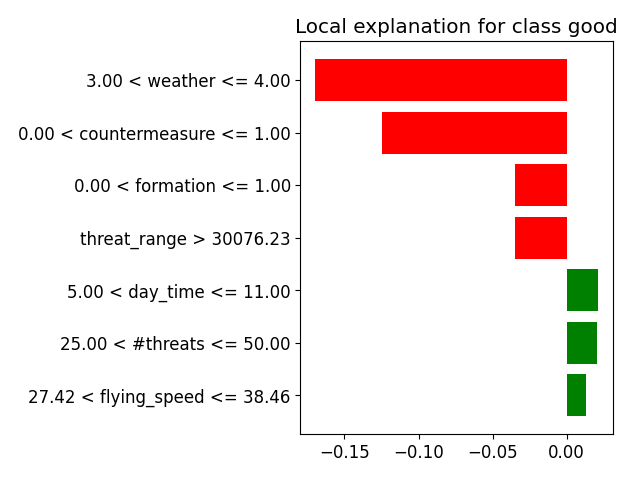 Local explanation for class good
3.00 < weather <= 4.00
0.00 < countermeasure <= 1.00
0.00 < formation <= 1.00
threat_range > 30076.23
5.00 < day_time <= 11.00
25.00 < #threats <= 50.00
27.42 < flying_speed <= 38.46
−0.15 −0.10 −0.05 0.00